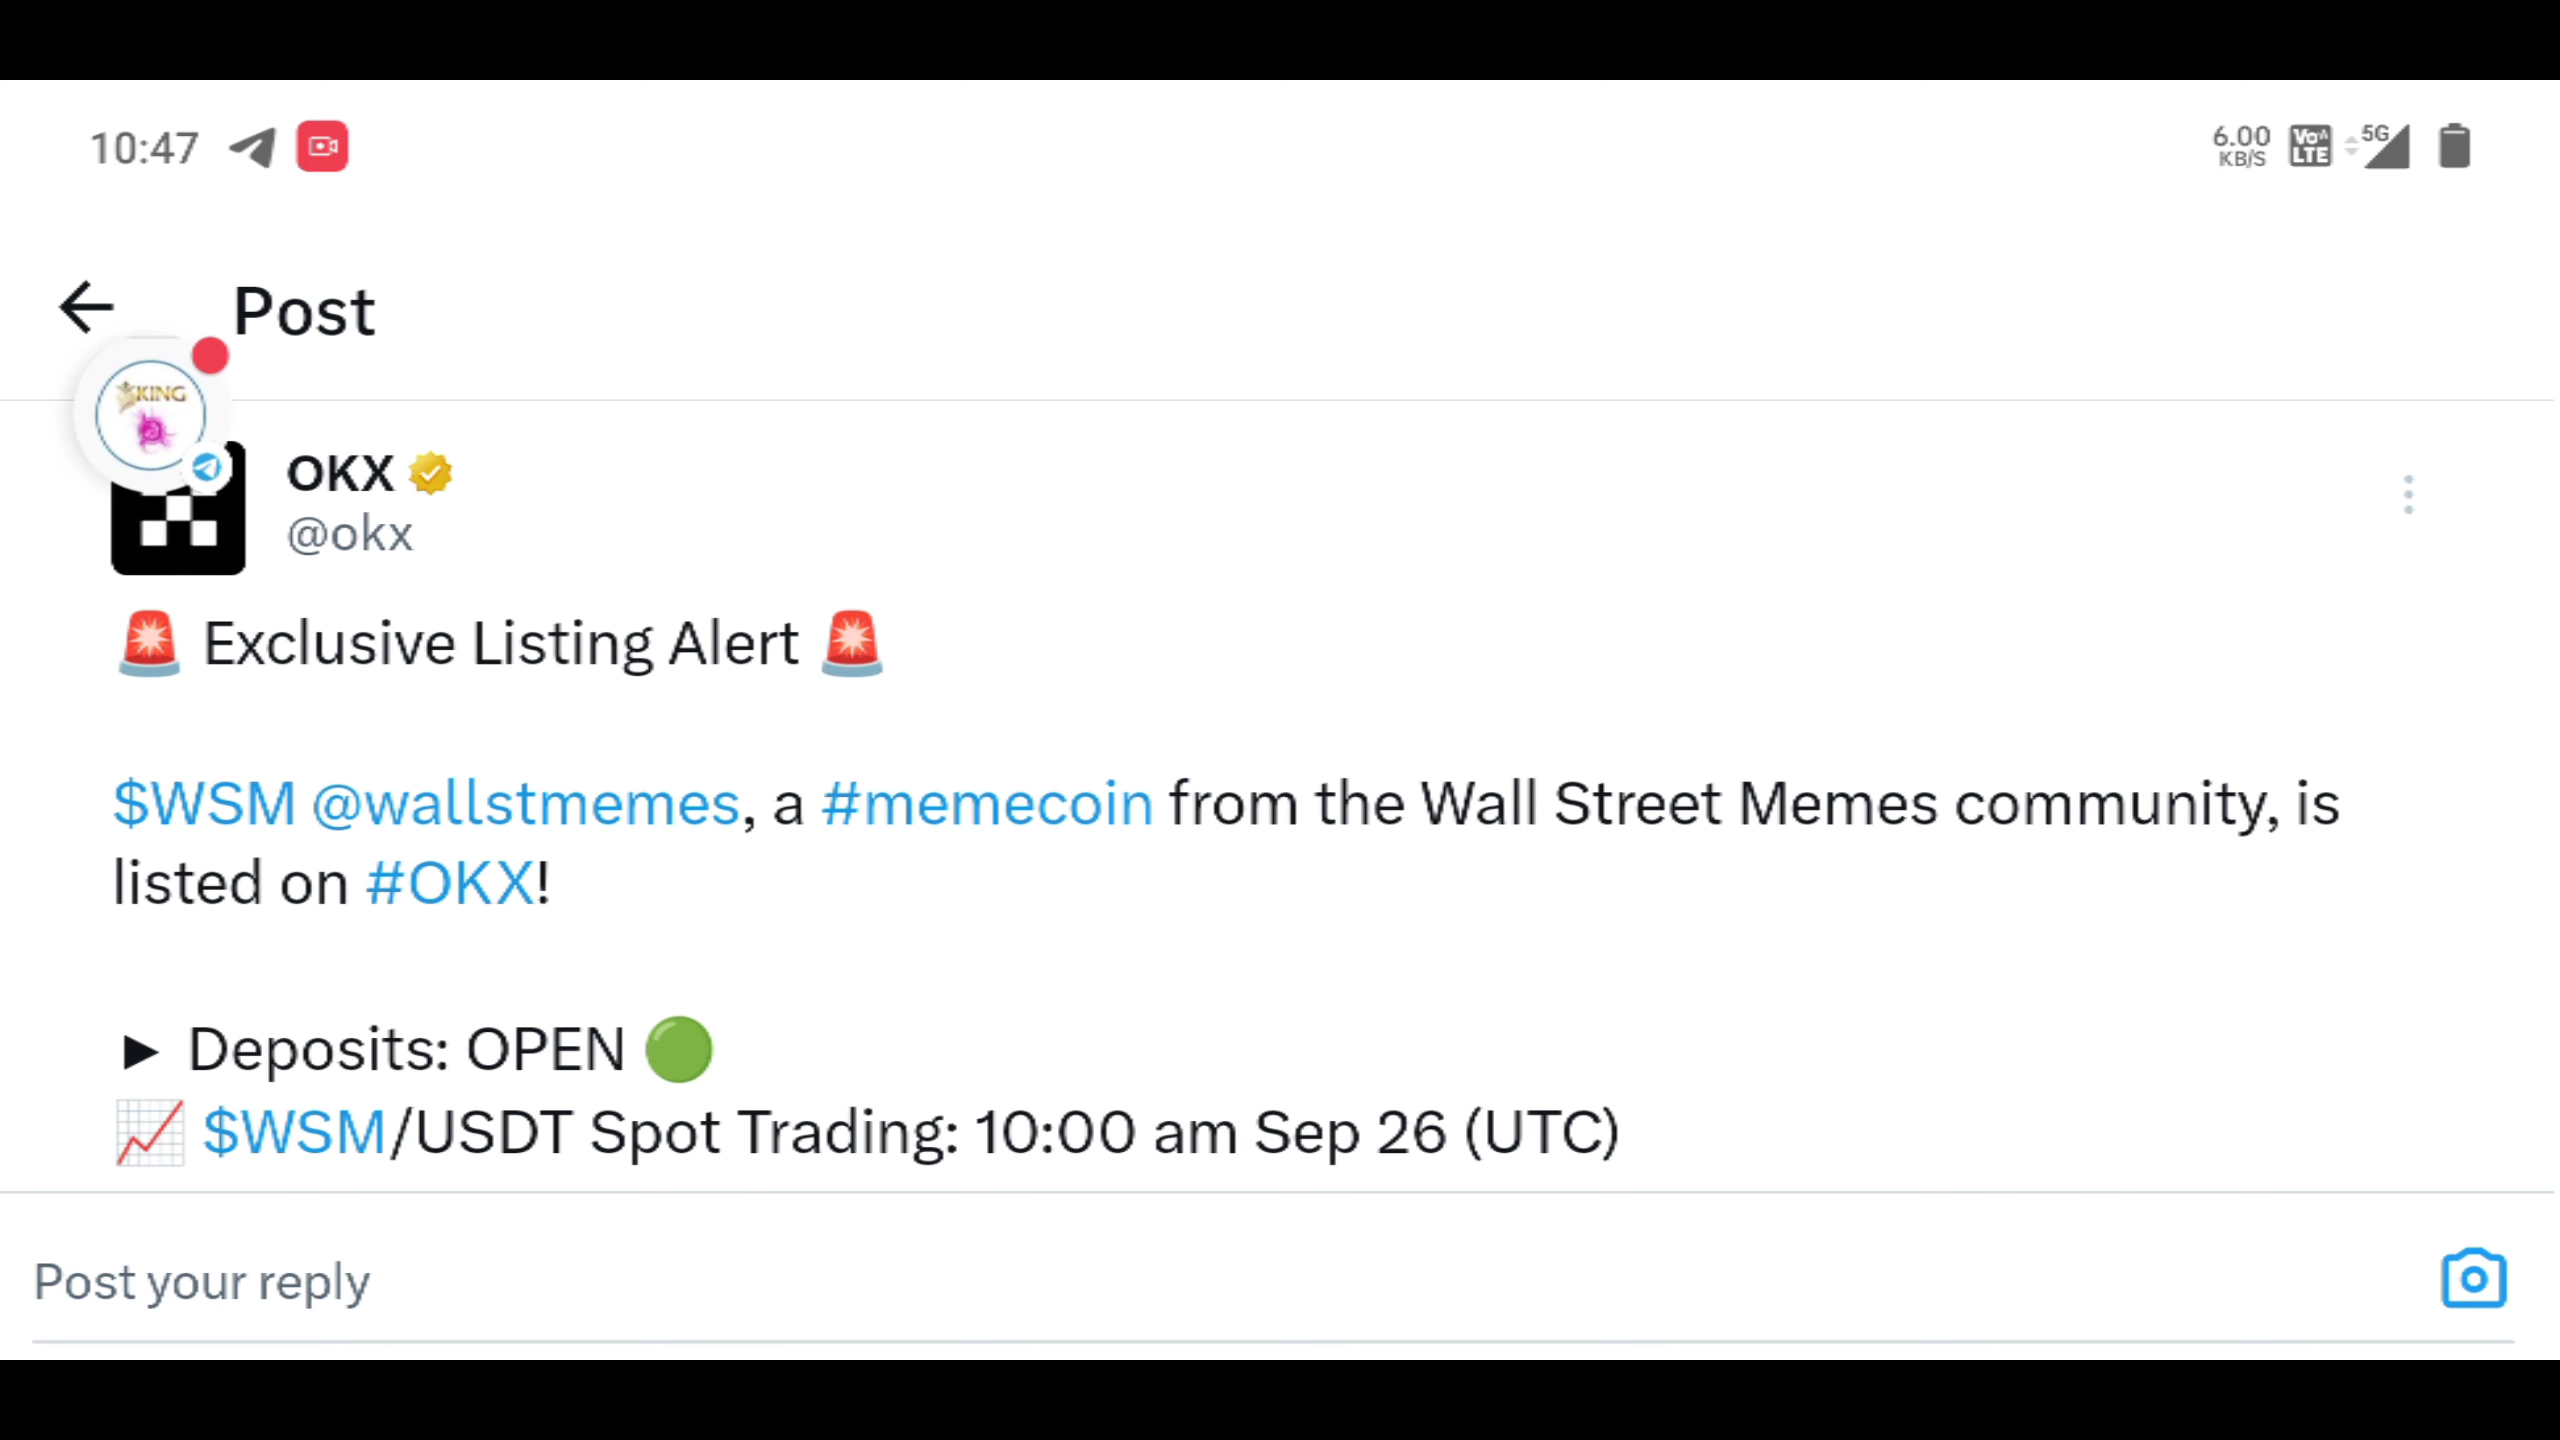 10:47
6.00
KB/S
Vo
LTE
5G
Post
KING
OKX
@okx
🚨 Exclusive Listing Alert 🚨
$WSM @wallstmemes, a #memecoin from the Wall Street Memes community, is
listed on #OKX!
► Deposits: OPEN 🟢
📈 $WSM/USDT Spot Trading: 10:00 am Sep 26 (UTC)
Post your reply